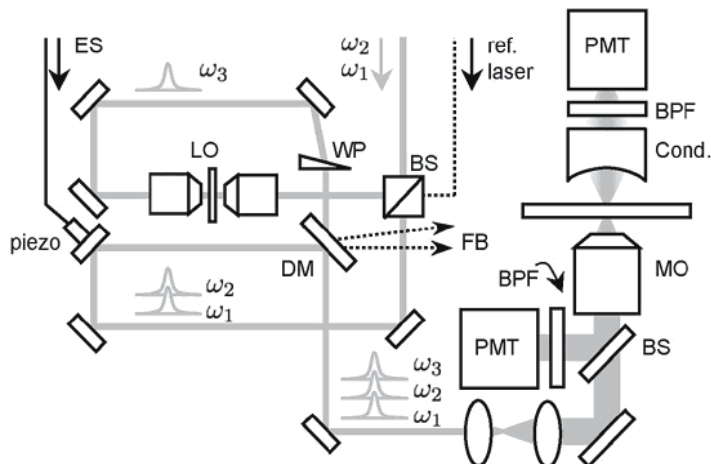 ES
ω₃
ω₂
ω₁
ref.
laser
PMT
BPF
Cond.
LO
WP
BS
piezo
DM
FB
BPF
MO
ω₂
ω₁
PMT
BS
ω₃
ω₂
ω₁